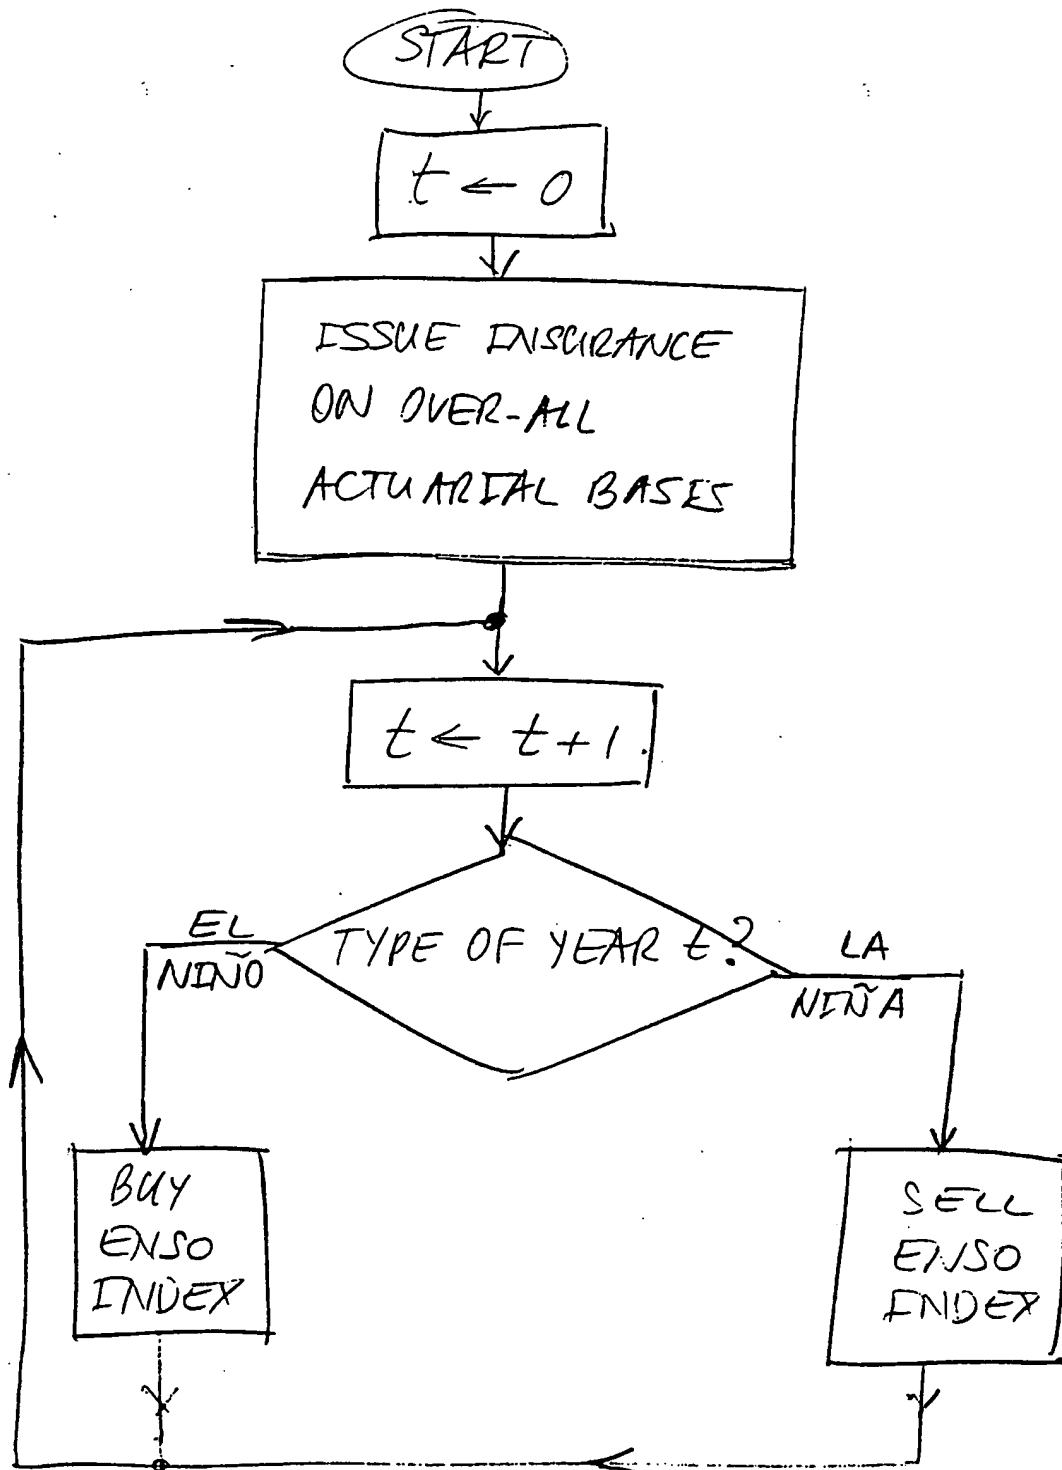 START
t ← 0
ISSUE INSURANCE
ON OVER-ALL
ACTUARIAL BASES
t ← t + 1
TYPE OF YEAR t?
EL
NIÑO
LA
NIÑA
BUY
ENSO
INDEX
SELL
ENSO
INDEX